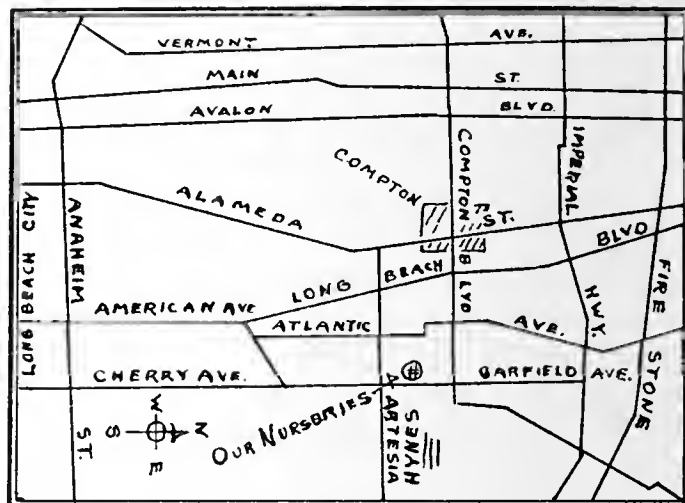 VERMONT AVE.
MAIN ST.
AVALON BLVD.
COMPTON
COMPTON BLVD
IMPERIAL HWY.
ALAMEDA ST.
LONG BEACH CITY
ANAHEIM ST.
LONG BEACH BLVD
FIRE STONE
AMERICAN AVE
ATLANTIC AVE.
CHERRY AVE.
GARFIELD AVE.
OUR NURSERIES
ARTESIA
W
S N
E